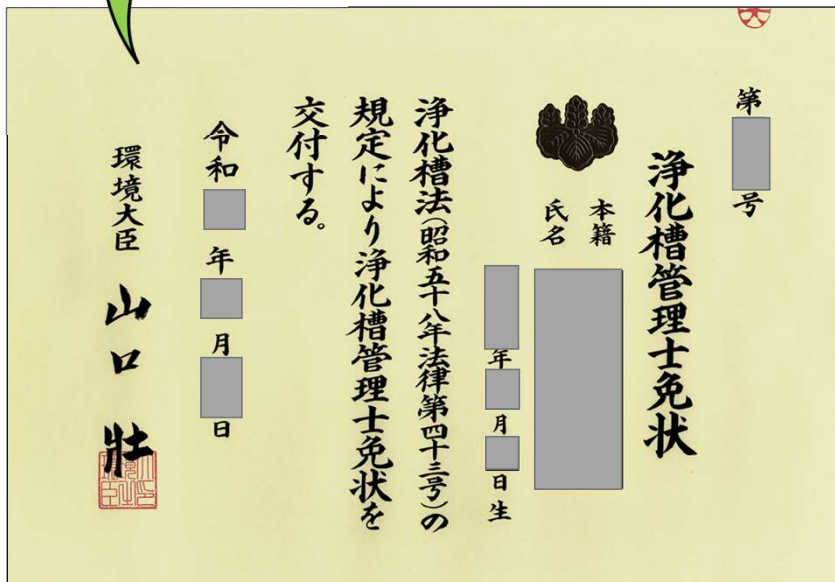 第 号
浄化槽管理士免状
本籍
氏名
年 月 日生
浄化槽法（昭和五十八年法律第四十三号）の
規定により浄化槽管理士免状を
交付する。
令和 年 月 日
環境大臣 山口 壯